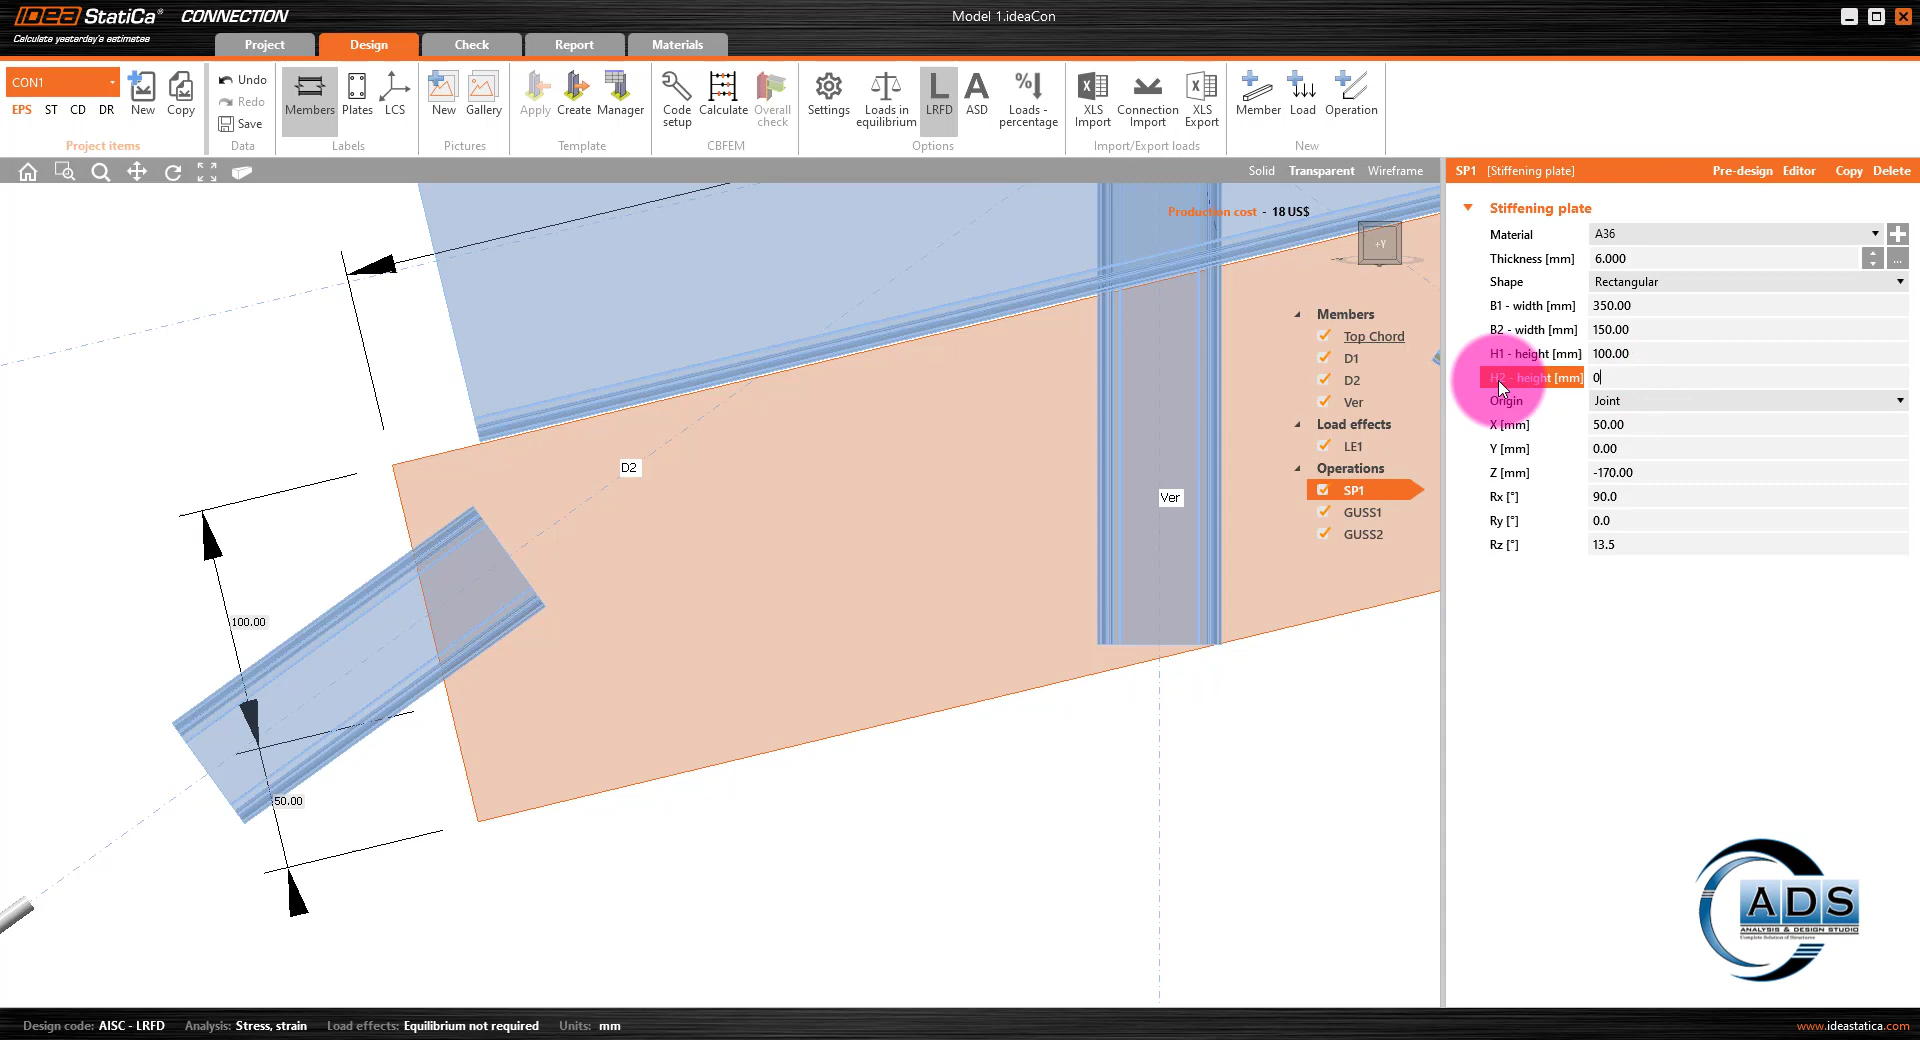 IDEA StatiCa® CONNECTION
Calculate yesterday's estimates
Model 1.ideaCon
Project
Design
Check
Report
Materials
CON1
EPS ST CD DR
New
Copy
Undo
Redo
Save
Members
Plates
LCS
New
Gallery
Apply
Create
Manager
Code setup
Calculate
Overall check
Settings
Loads in equilibrium
LRFD
ASD
Loads - percentage
XLS Import
Connection Import
XLS Export
Member
Load
Operation
Project items
Data
Labels
Pictures
Template
CBFEM
Options
Import/Export loads
New
Solid Transparent Wireframe
SP1 [Stiffening plate]
Pre-design Editor Copy Delete
Production cost - 18 US$
+Y
Members
Top Chord
D1
D2
Ver
Load effects
LE1
Operations
SP1
GUSS1
GUSS2
D2
Ver
100.00
50.00
Stiffening plate
Material A36
Thickness [mm] 6.000
...
Shape Rectangular
B1 - width [mm] 350.00
B2 - width [mm] 150.00
H1 - height [mm] 100.00
H2 - height [mm] 0
Origin Joint
X [mm] 50.00
Y [mm] 0.00
Z [mm] -170.00
Rx [°] 90.0
Ry [°] 0.0
Rz [°] 13.5
ADS
ANALYSIS & DESIGN STUDIO
Complete Solution of Structures
Design code: AISC - LRFD Analysis: Stress, strain Load effects: Equilibrium not required Units: mm
www.ideastatica.com